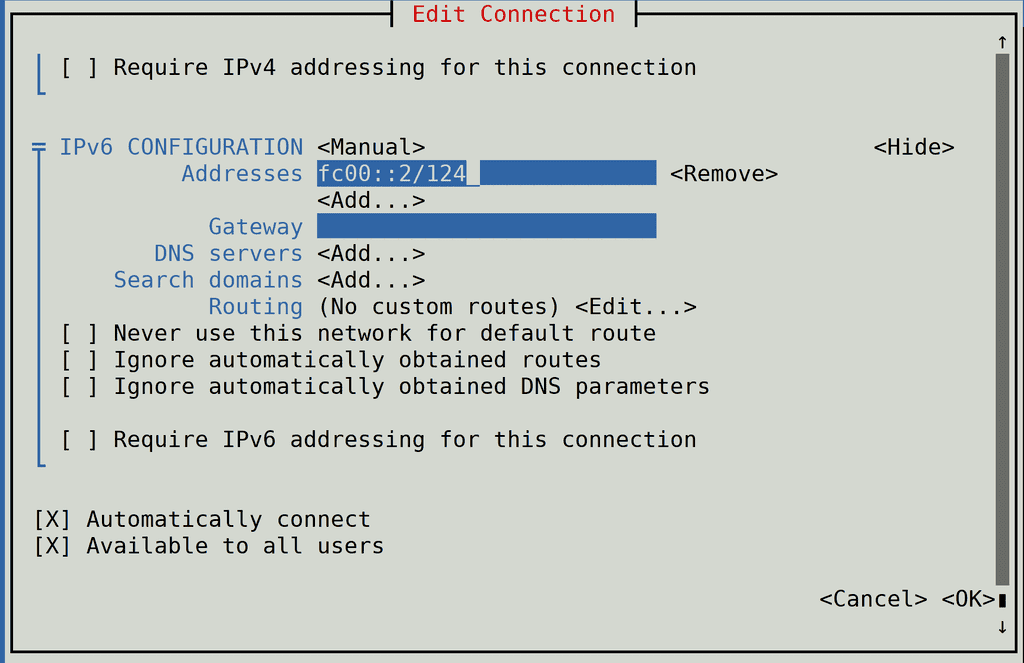 Edit Connection
[ ] Require IPv4 addressing for this connection
IPv6 CONFIGURATION <Manual> <Hide>
Addresses fc00::2/124_ <Remove>
<Add...>
Gateway
DNS servers <Add...>
Search domains <Add...>
Routing (No custom routes) <Edit...>
[ ] Never use this network for default route
[ ] Ignore automatically obtained routes
[ ] Ignore automatically obtained DNS parameters
[ ] Require IPv6 addressing for this connection
[X] Automatically connect
[X] Available to all users
<Cancel> <OK>